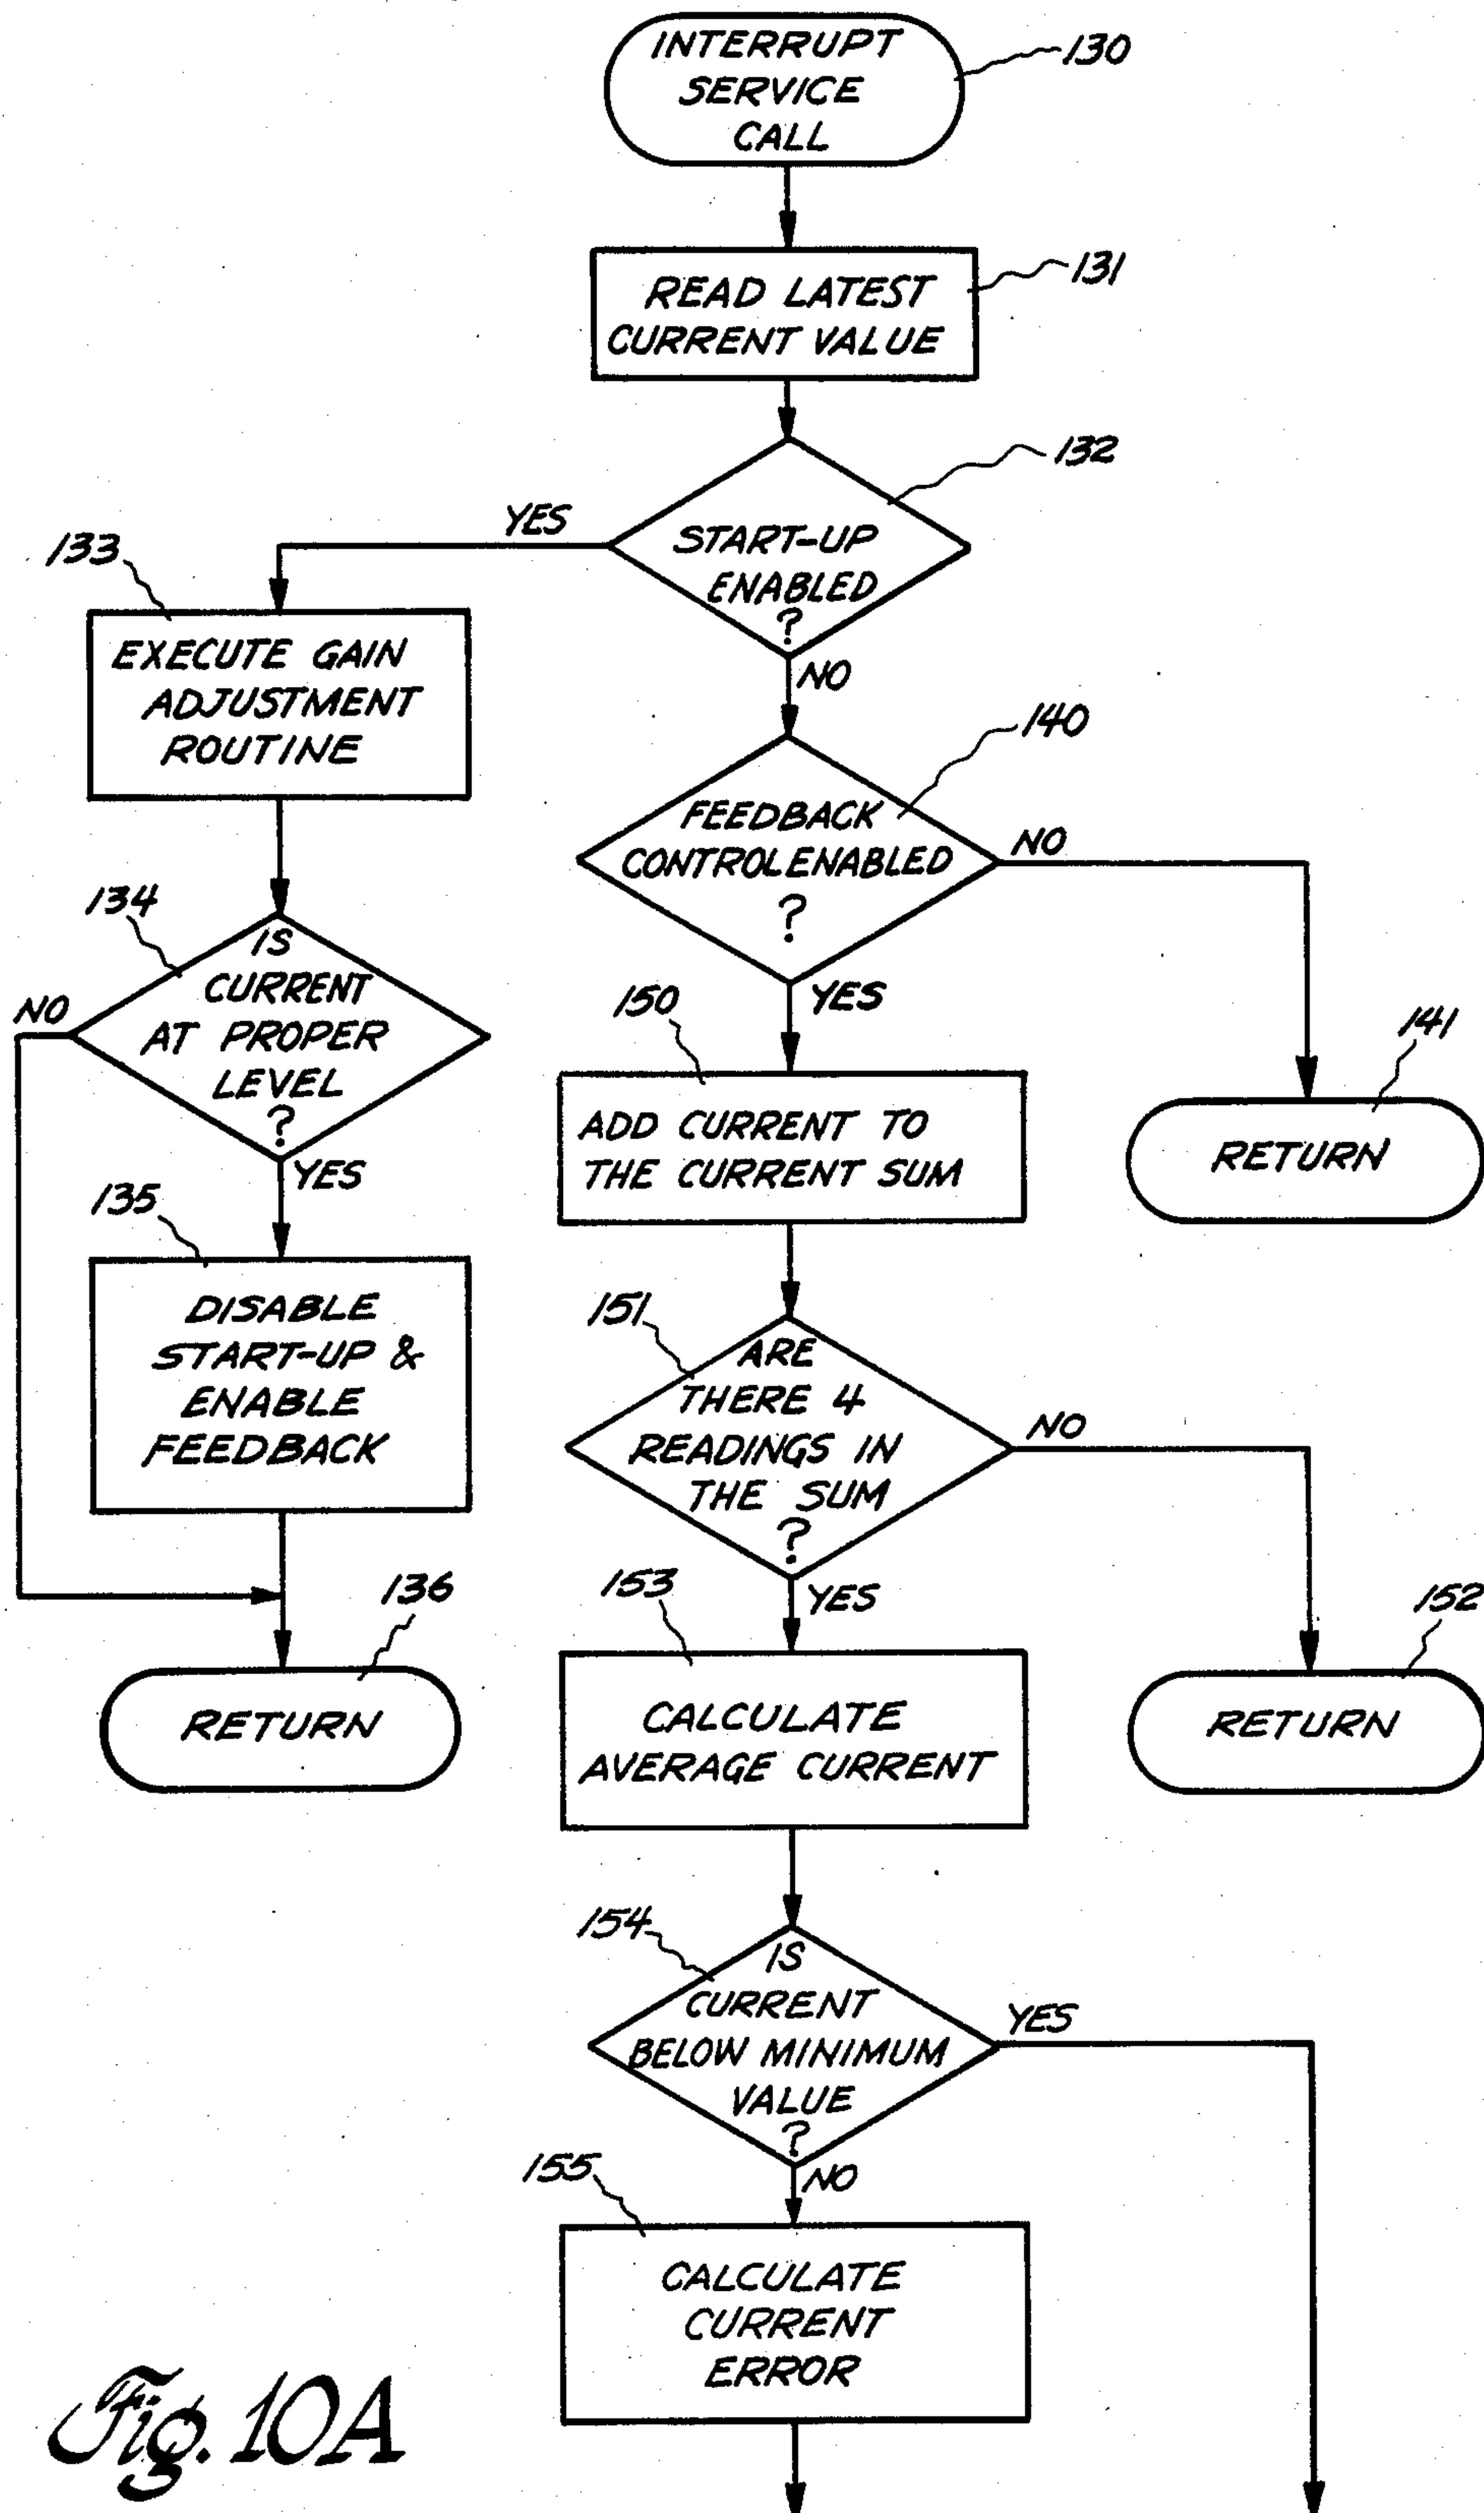 INTERRUPT
SERVICE
CALL
130
READ LATEST
CURRENT VALUE
131
START-UP
ENABLED
?
132
YES
NO
133
EXECUTE GAIN
ADJUSTMENT
ROUTINE
134
IS
CURRENT
AT PROPER
LEVEL
?
NO
YES
135
DISABLE
START-UP &
ENABLE
FEEDBACK
136
RETURN
140
FEEDBACK
CONTROL ENABLED
?
NO
YES
141
RETURN
150
ADD CURRENT TO
THE CURRENT SUM
151
ARE
THERE 4
READINGS IN
THE SUM
?
NO
YES
152
RETURN
153
CALCULATE
AVERAGE CURRENT
154
IS
CURRENT
BELOW MINIMUM
VALUE
?
YES
NO
155
CALCULATE
CURRENT
ERROR
Fig. 10A